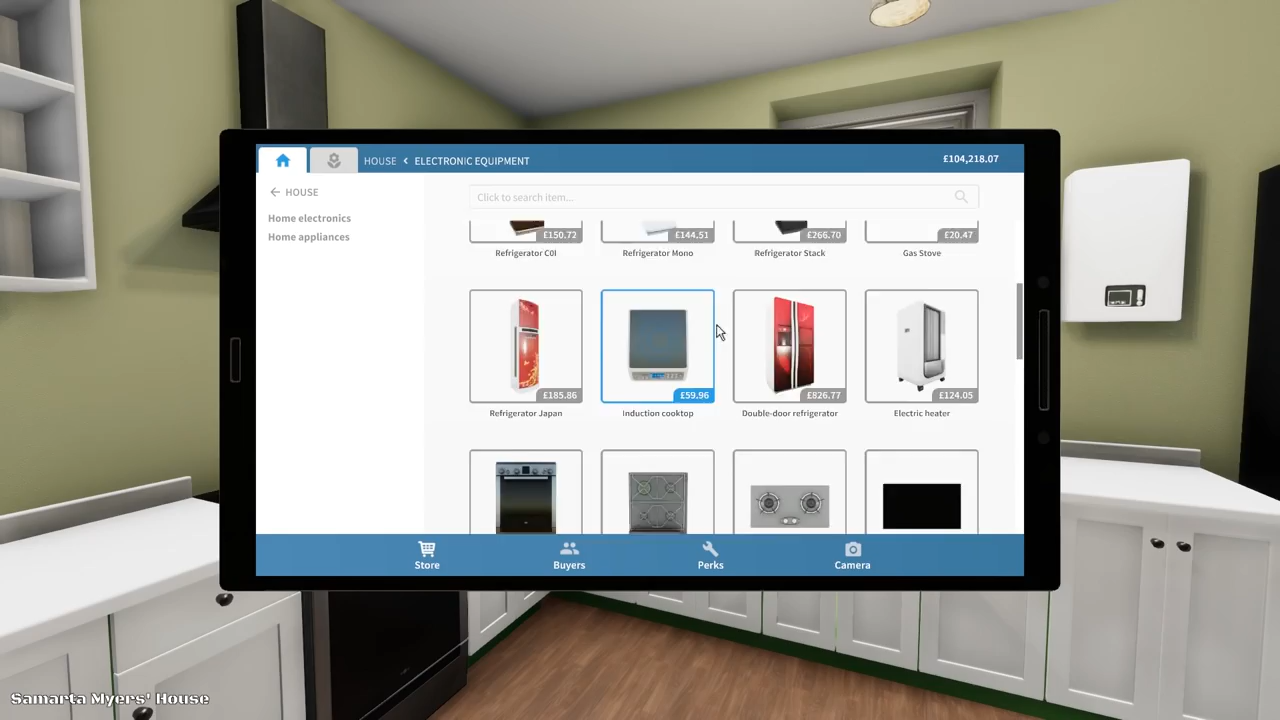 HOUSE < ELECTRONIC EQUIPMENT
£104,218.07
HOUSE
Click to search item...
Home electronics
Home appliances
£150.72
£144.51
£266.70
£20.47
Refrigerator C0I
Refrigerator Mono
Refrigerator Stack
Gas Stove
£185.86
£59.96
£826.77
£124.05
Refrigerator Japan
Induction cooktop
Double-door refrigerator
Electric heater
Store
Buyers
Perks
Camera
Samarta Myers' House